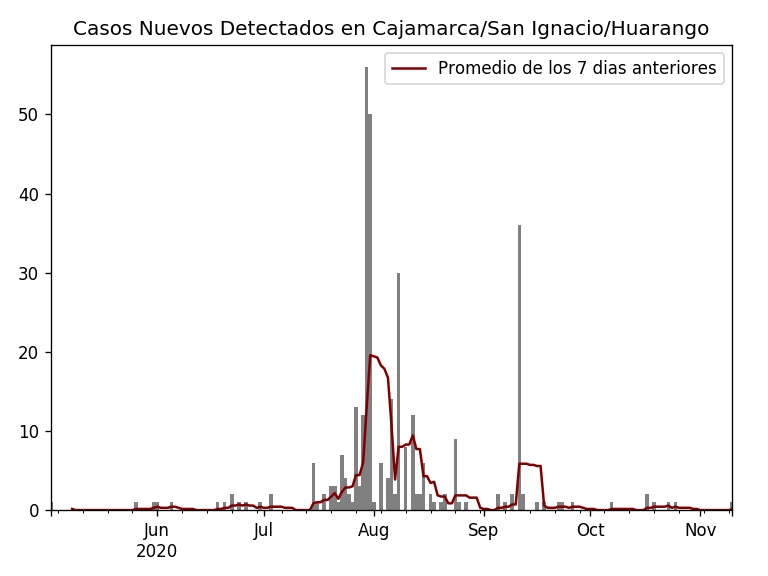 Casos Nuevos Detectados en Cajamarca/San Ignacio/Huarango
Promedio de los 7 dias anteriores
50
40
30
20
10
0
Jun Jul Aug Sep Oct Nov
2020